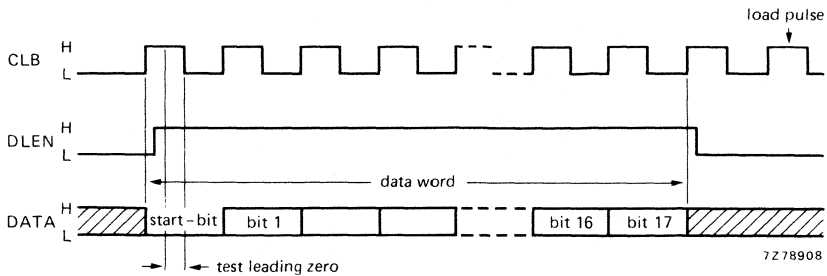 load pulse
CLB H
L
DLEN H
L
data word
DATA H
L
start-bit bit 1 bit 16 bit 17
7Z78908
test leading zero